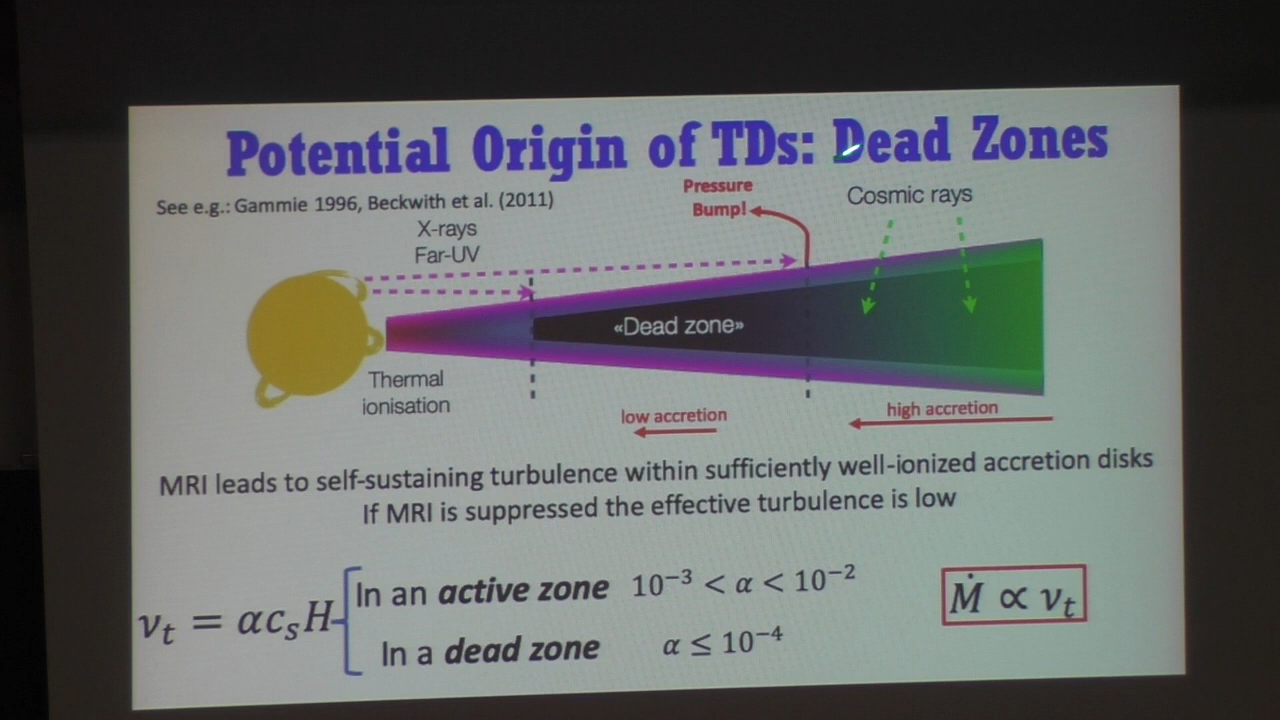 Potential Origin of TDs: Dead Zones
See e.g.: Gammie 1996, Beckwith et al. (2011)
Pressure
Bump!
Cosmic rays
X-rays
Far-UV
«Dead zone»
Thermal
ionisation
low accretion
high accretion
MRI leads to self-sustaining turbulence within sufficiently well-ionized accretion disks
If MRI is suppressed the effective turbulence is low
In an active zone 10⁻³ < α < 10⁻²
νₜ = αcₛH
In a dead zone α ≤ 10⁻⁴
Ṁ ∝ νₜ